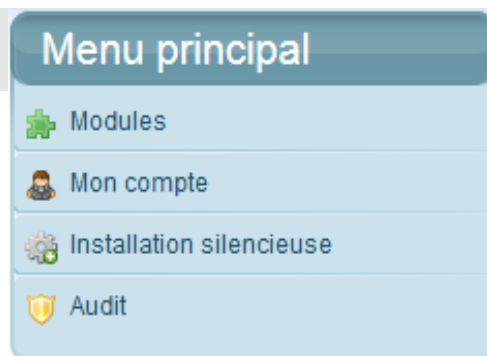 Menu principal
Modules
Mon compte
Installation silencieuse
Audit